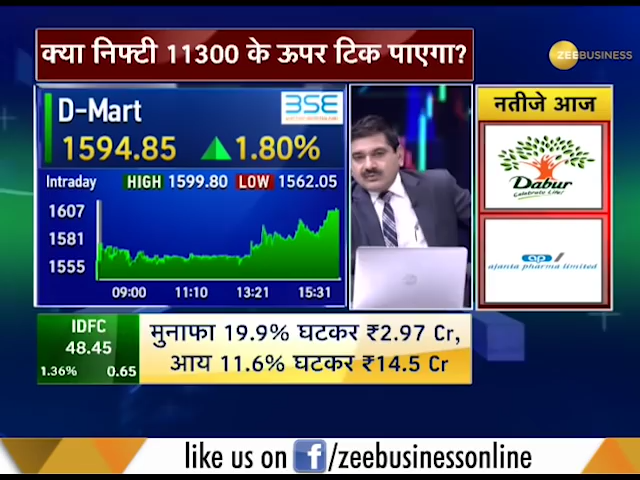 क्या निफ्टी 11300 के ऊपर टिक पाएगा?
ZEEBUSINESS
D-Mart
BSE
1594.85 1.80%
Intraday HIGH 1599.80 LOW 1562.05
1607
1581
1555
09:00 11:10 13:21 15:31
नतीजे आज
Dabur
Celebrate Life!
ap
ajanta pharma limited
IDFC
48.45
1.36% 0.65
मुनाफा 19.9% घटकर ₹2.97 Cr,
आय 11.6% घटकर ₹14.5 Cr
like us on f/zeebusinessonline